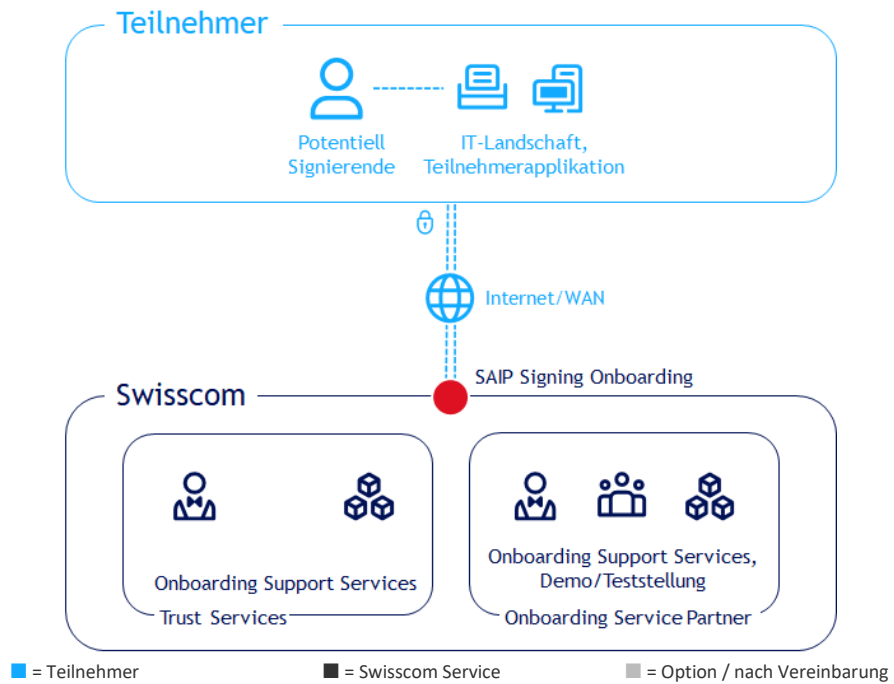 Teilnehmer
Potentiell
Signierende
IT-Landschaft,
Teilnehmerapplikation
Internet/WAN
SAIP Signing Onboarding
Swisscom
Onboarding Support Services
Trust Services
Onboarding Support Services,
Demo/Teststellung
Onboarding Service Partner
= Teilnehmer
= Swisscom Service
= Option / nach Vereinbarung